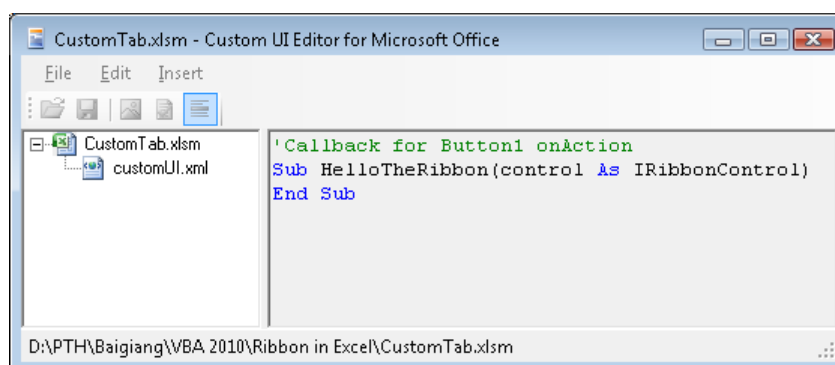 CustomTab.xlsm - Custom UI Editor for Microsoft Office
File Edit Insert
CustomTab.xlsm
customUI.xml
'Callback for Button1 onAction
Sub HelloTheRibbon(control As IRibbonControl)
End Sub
D:\PTH\Baigiang\VBA 2010\Ribbon in Excel\CustomTab.xlsm